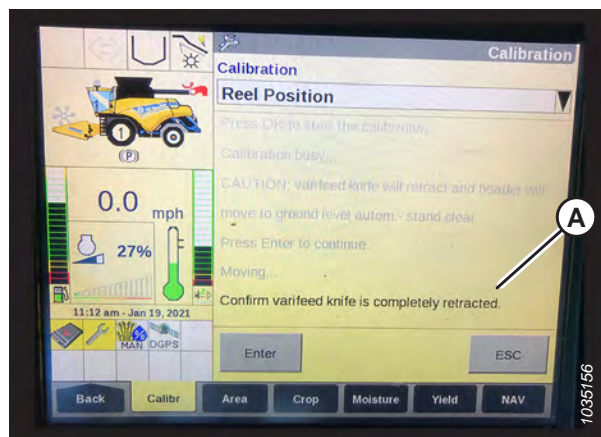 Calibration
Calibration
Reel Position
Press OK to start the calibration.
Calibration busy...
CAUTION: varifeed knife will retract and header will
move to ground level autom.- stand clear
Press Enter to continue.
Moving...
Confirm varifeed knife is completely retracted.
A
Enter
ESC
1
(P)
0.0 mph
27%
11:12 am - Jan 19, 2021
MAN
DGPS
Back
Calibr
Area
Crop
Moisture
Yield
NAV
1035156